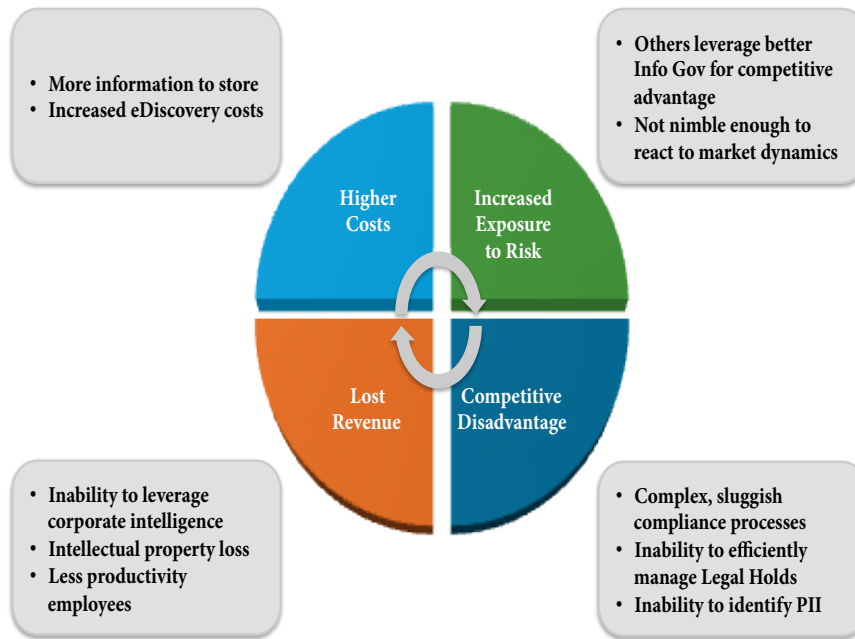 • More information to store
• Increased eDiscovery costs
• Others leverage better
Info Gov for competitive
advantage
• Not nimble enough to
react to market dynamics
Higher
Costs
Increased
Exposure
to Risk
Lost
Revenue
Competitive
Disadvantage
• Inability to leverage
corporate intelligence
• Intellectual property loss
• Less productivity
employees
• Complex, sluggish
compliance processes
• Inability to efficiently
manage Legal Holds
• Inability to identify PII